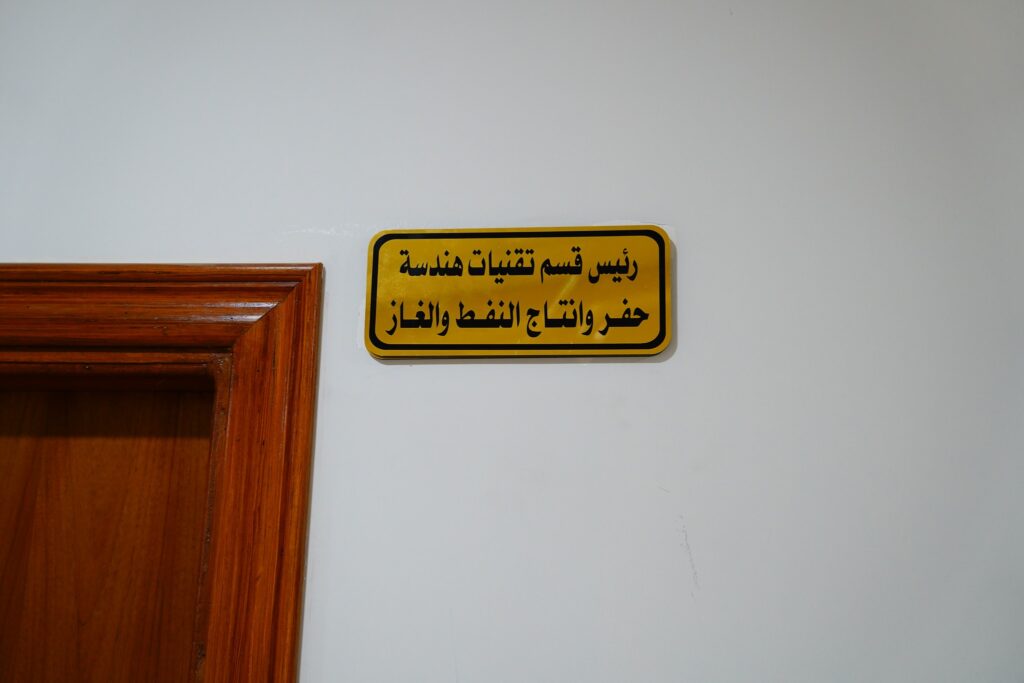 رئيس قسم تقنيات هندسة
حفر وانتاج النفط والغاز